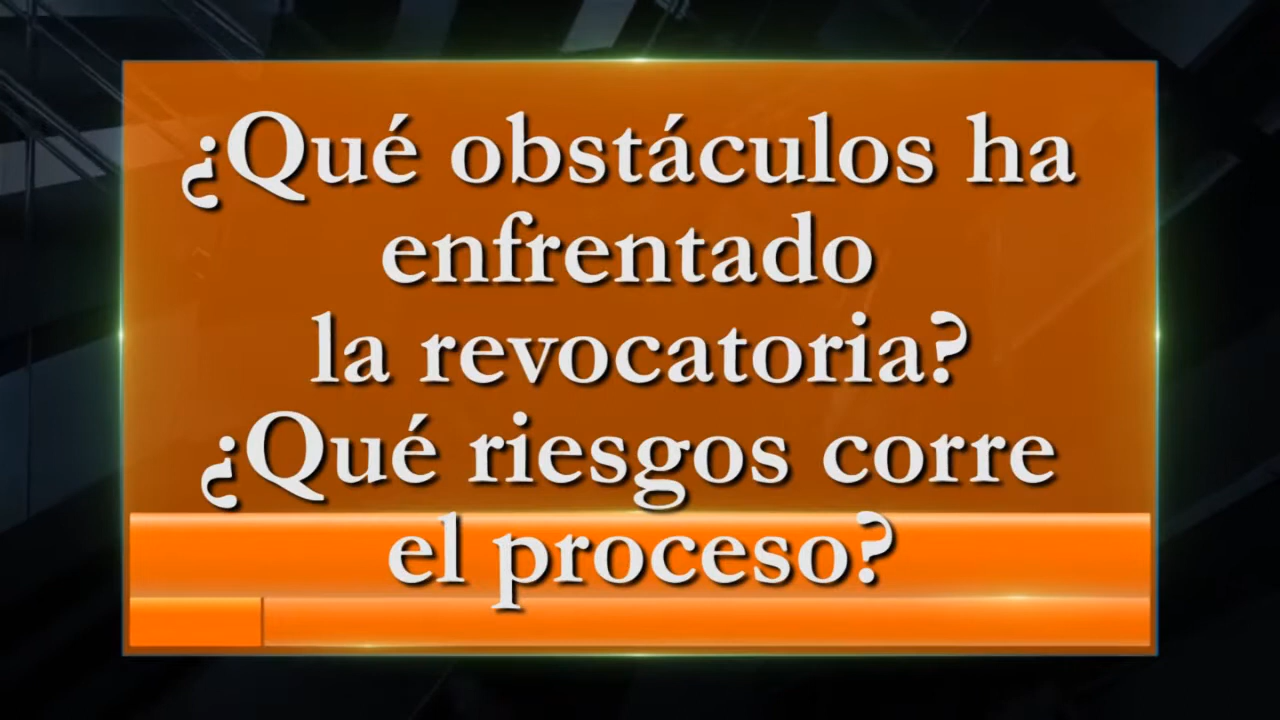 ¿Qué obstáculos ha
enfrentado
la revocatoria?
¿Qué riesgos corre
el proceso?